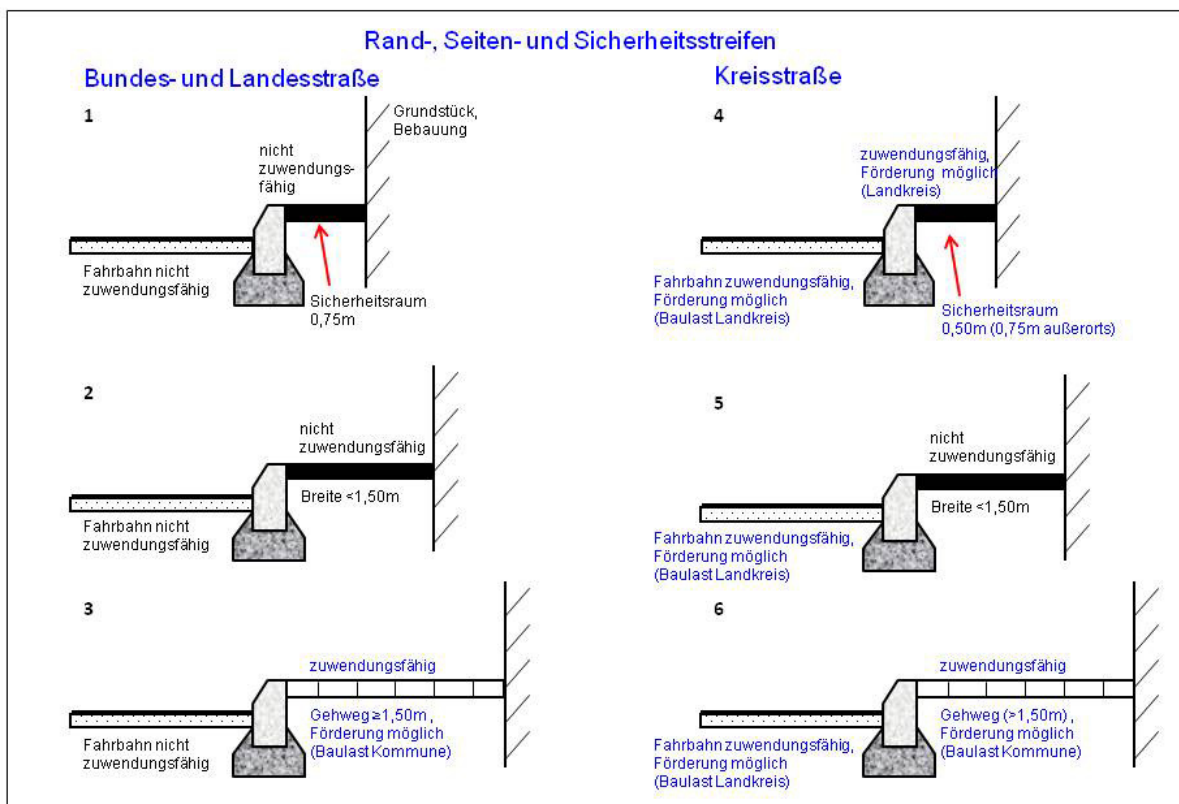 Rand-, Seiten- und Sicherheitsstreifen
Bundes- und Landesstraße
1
Grundstück,
Bebauung
nicht
zuwendungs-
fähig
Fahrbahn nicht
zuwendungsfähig
Sicherheitsraum
0,75m
2
nicht
zuwendungsfähig
Breite <1,50m
Fahrbahn nicht
zuwendungsfähig
3
zuwendungsfähig
Gehweg ≥1,50m ,
Förderung möglich
(Baulast Kommune)
Fahrbahn nicht
zuwendungsfähig
Kreisstraße
4
zuwendungsfähig,
Förderung möglich
(Landkreis)
Fahrbahn zuwendungsfähig,
Förderung möglich
(Baulast Landkreis)
Sicherheitsraum
0,50m (0,75m außerorts)
5
nicht
zuwendungsfähig
Breite <1,50m
Fahrbahn zuwendungsfähig,
Förderung möglich
(Baulast Landkreis)
6
zuwendungsfähig
Gehweg (>1,50m) ,
Förderung möglich
(Baulast Kommune)
Fahrbahn zuwendungsfähig,
Förderung möglich
(Baulast Landkreis)